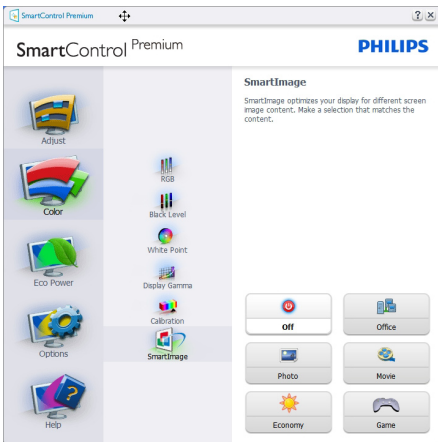 SmartControl Premium
?
SmartControl Premium
PHILIPS
Adjust
Color
Eco Power
Options
Help
RGB
Black Level
White Point
Display Gamma
Calibration
SmartImage
SmartImage
SmartImage optimizes your display for different screen
image content. Make a selection that matches the
content.
Off
Office
Photo
Movie
Economy
Game